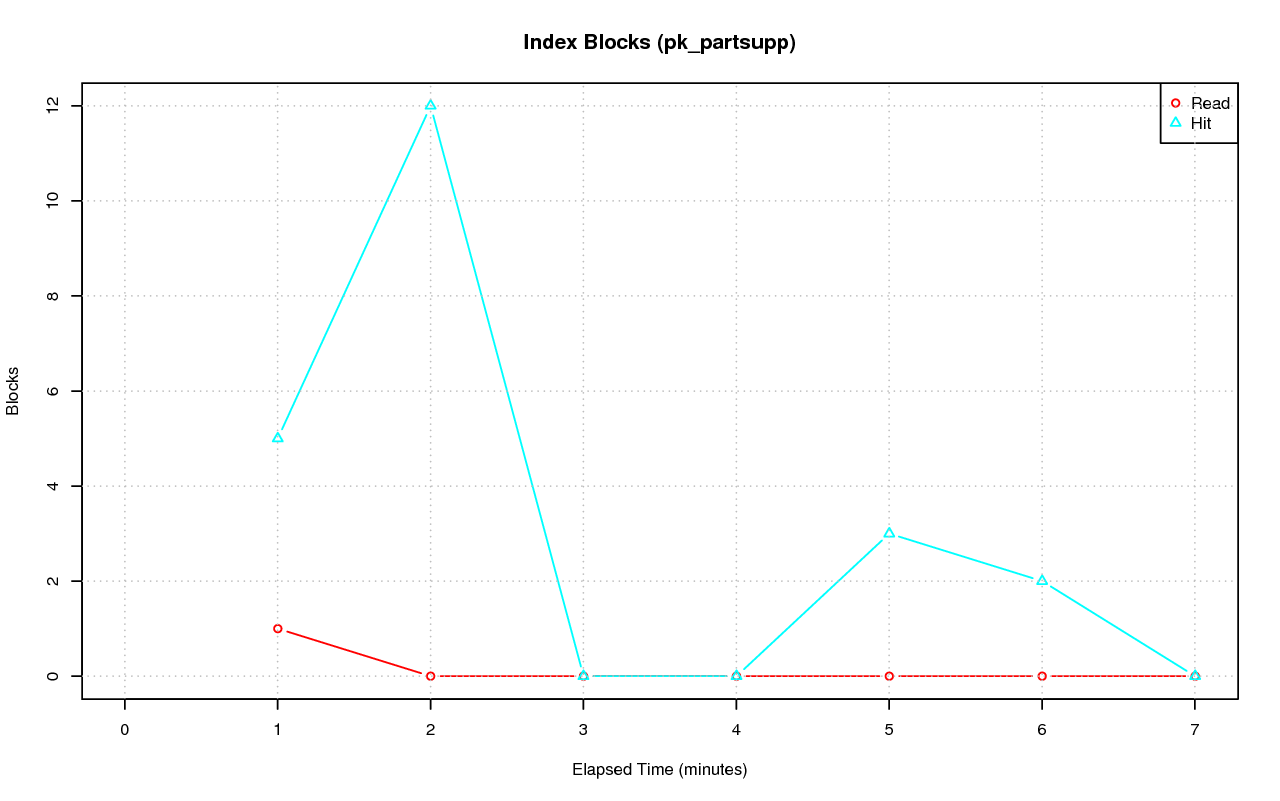 Index Blocks (pk_partsupp)
Read
Hit
12
10
8
6
4
2
0
Blocks
0 1 2 3 4 5 6 7
Elapsed Time (minutes)